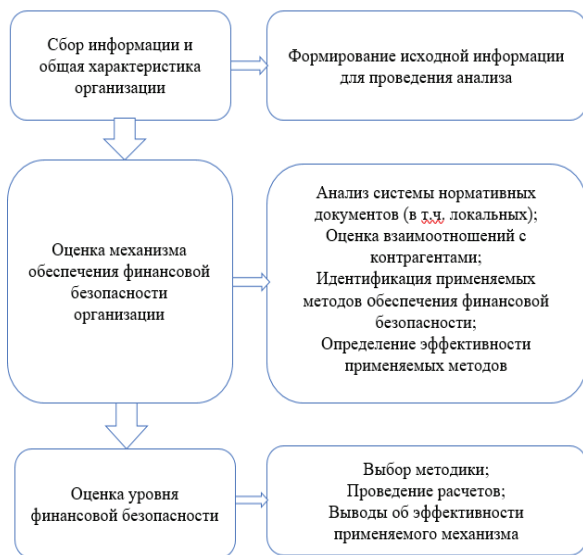 Сбор информации и
общая характеристика
организации
Формирование исходной информации
для проведения анализа
Оценка механизма
обеспечения финансовой
безопасности
организации
Анализ системы нормативных
документов (в т.ч. локальных);
Оценка взаимоотношений с
контрагентами;
Идентификация применяемых
методов обеспечения финансовой
безопасности;
Определение эффективности
применяемых методов
Оценка уровня
финансовой безопасности
Выбор методики;
Проведение расчетов;
Выводы об эффективности
применяемого механизма